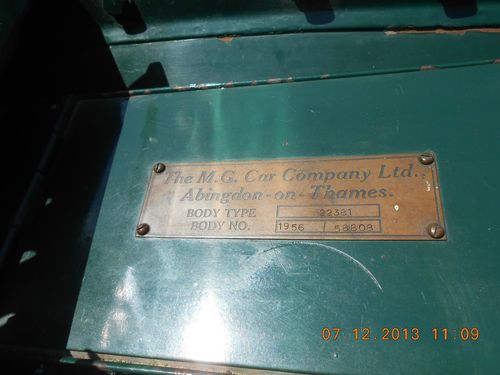 The M.G. Car Company Ltd.,
Abingdon-on-Thames.
BODY TYPE 22381
BODY NO. 1956 / 58808
07.12.2013 11:09